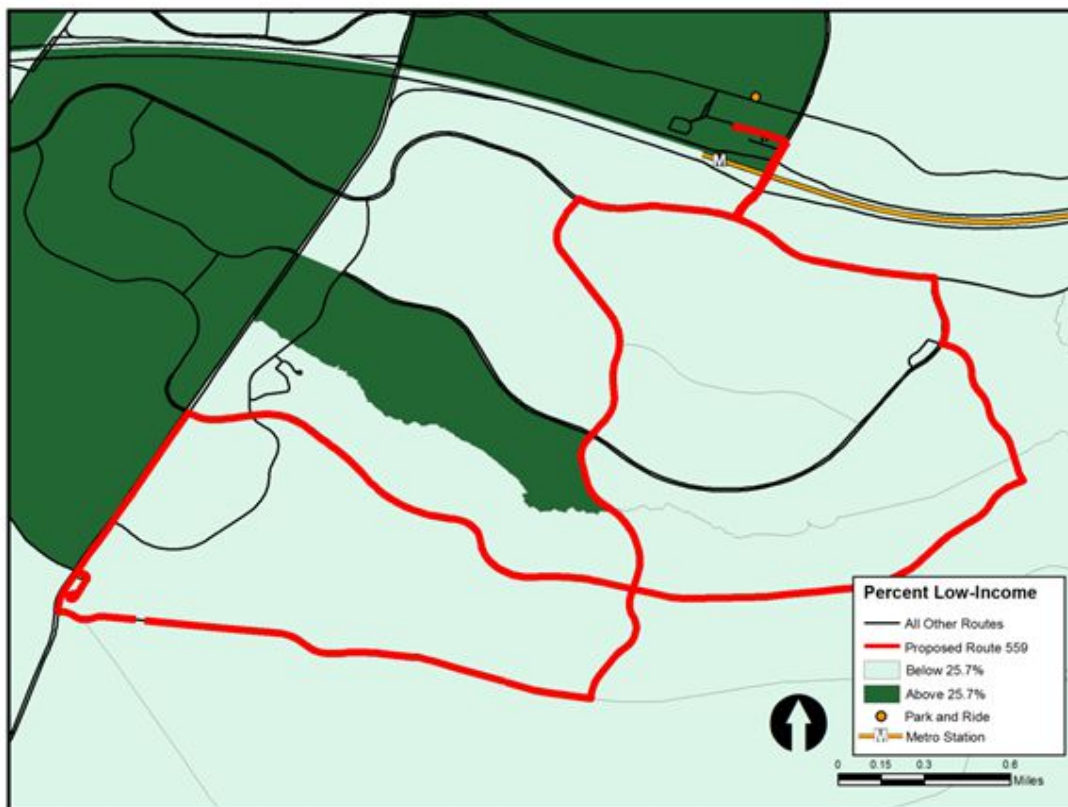 M
Percent Low-Income
All Other Routes
Proposed Route 559
Below 25.7%
Above 25.7%
Park and Ride
M Metro Station
0 0.15 0.3 0.6
Miles